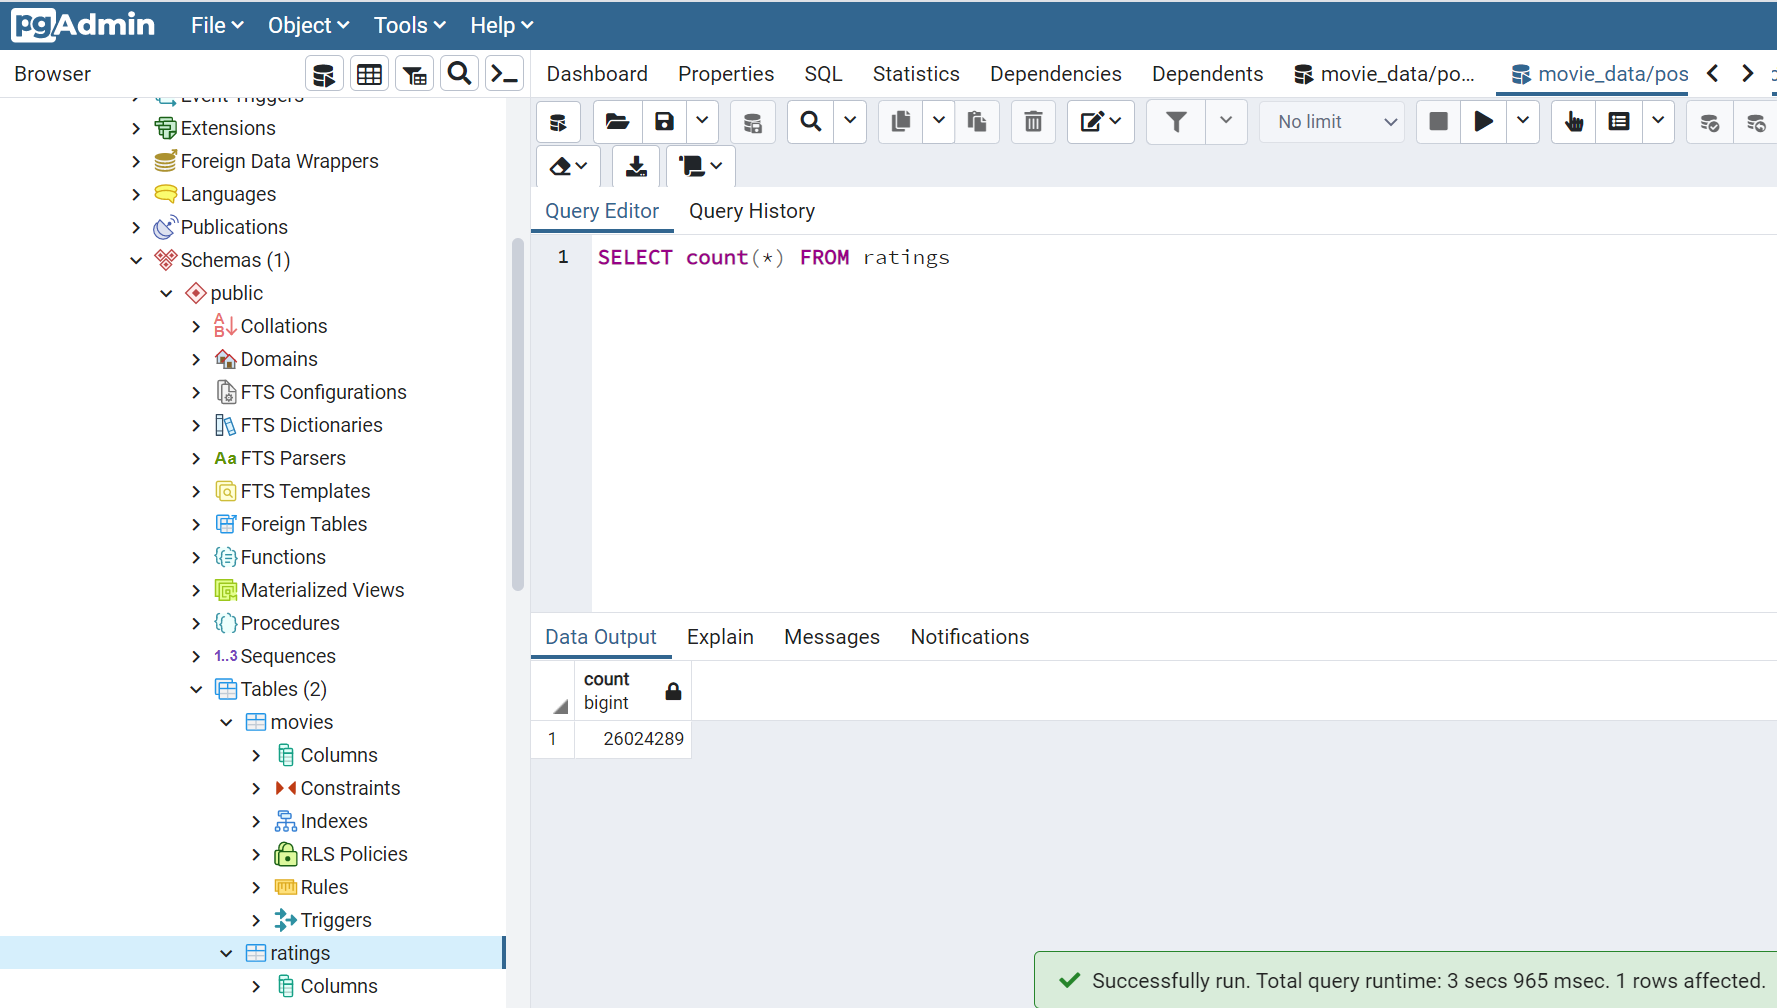 pgAdmin File Object Tools Help
Browser
Dashboard Properties SQL Statistics Dependencies Dependents movie_data/po... movie_data/pos
Event Triggers
Extensions
Foreign Data Wrappers
Languages
Publications
Schemas (1)
public
Collations
Domains
FTS Configurations
FTS Dictionaries
Aa FTS Parsers
FTS Templates
Foreign Tables
Functions
Materialized Views
Procedures
1..3 Sequences
Tables (2)
movies
Columns
Constraints
Indexes
RLS Policies
Rules
Triggers
ratings
Columns
No limit
Query Editor Query History
1 SELECT count(*) FROM ratings
Data Output Explain Messages Notifications
count
bigint
1 26024289
Successfully run. Total query runtime: 3 secs 965 msec. 1 rows affected.